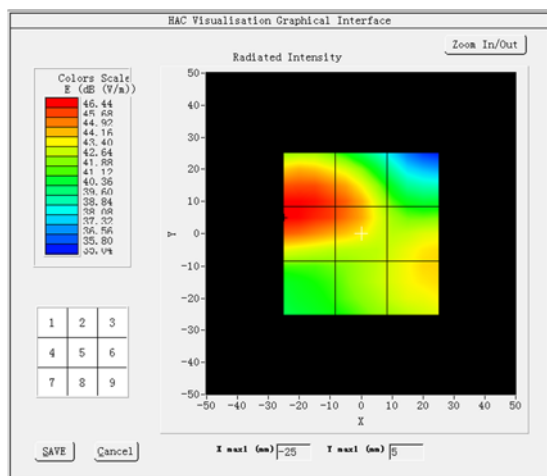 HAC Visualisation Graphical Interface
Zoom In/Out
Radiated Intensity
Colors Scale
E (dB (V/m))
46.44
45.68
44.92
44.16
43.40
42.64
41.88
41.12
40.36
39.60
38.84
38.08
37.32
36.56
35.80
35.04
50
40
30
20
10
0
-10
-20
-30
-40
-50
Y
-50 -40 -30 -20 -10 0 10 20 30 40 50
X
1 2 3
4 5 6
7 8 9
SAVE
Cancel
X max1 (mm) -25
Y max1 (mm) 5